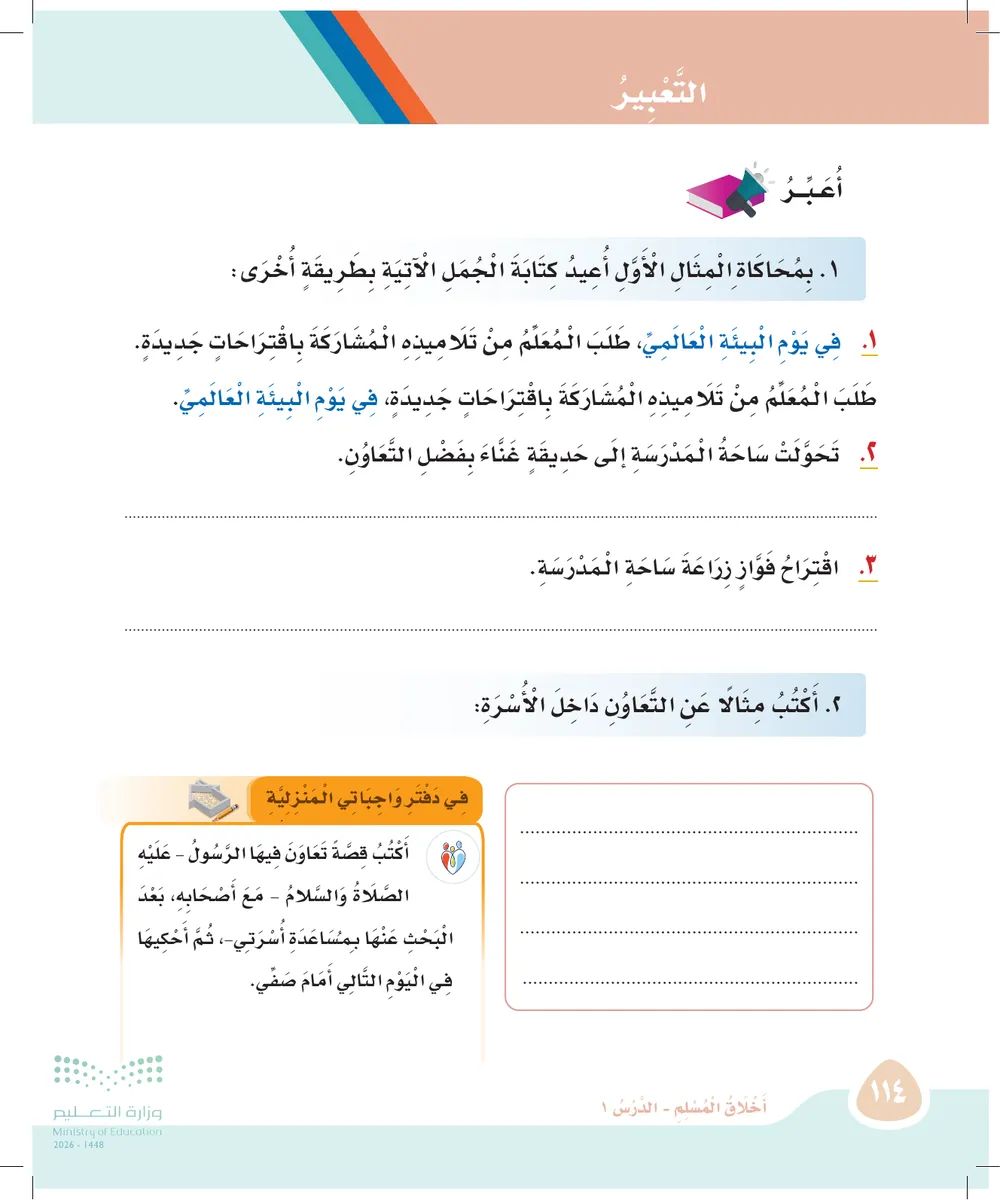 التَّعْبِيرُ
أُعَـبِّـرُ
١. بِمُحَاكَاةِ الْمِثَالِ الْأَوَّلِ أُعِيدُ كِتَابَةَ الْجُمَلِ الْآتِيَةِ بِطَرِيقَةٍ أُخْرَى:
١. فِي يَوْمِ الْبِيئَةِ الْعَالَمِيِّ، طَلَبَ الْمُعَلِّمُ مِنْ تَلَامِيذِهِ الْمُشَارَكَةَ بِاقْتِرَاحَاتٍ جَدِيدَةٍ.
طَلَبَ الْمُعَلِّمُ مِنْ تَلَامِيذِهِ الْمُشَارَكَةَ بِاقْتِرَاحَاتٍ جَدِيدَةٍ، فِي يَوْمِ الْبِيئَةِ الْعَالَمِيِّ.
٢. تَحَوَّلَتْ سَاحَةُ الْمَدْرَسَةِ إلَى حَدِيقَةٍ غَنَّاءَ بِفَضْلِ التَّعَاوُنِ.
٣. اقْتِرَاحُ فَوَّازٍ زِرَاعَةَ سَاحَةِ الْمَدْرَسَةِ.
٢. أَكْتُبُ مِثَالًا عَنِ التَّعَاوُنِ دَاخِلَ الْأُسْرَةِ:
فِي دَفْتَرِ وَاجِبَاتِي الْمَنْزِلِيَّةِ
أَكْتُبُ قِصَّةً تَعَاوَنَ فِيهَا الرَّسُولُ - عَلَيْهِ
الصَّلَاةُ وَالسَّلامُ - مَعَ أَصْحَابِهِ، بَعْدَ
الْبَحْثِ عَنْهَا بِمُسَاعَدَةِ أُسْرَتِي-، ثُمَّ أَحْكِيهَا
فِي الْيَوْمِ التَّالِي أَمَامَ صَفِّي.
أَخْلَاقُ الْمُسْلِمِ - الدَّرْسُ ١
١١٤
وزارة التعـلـيم
Ministry of Education
2026 - 1448